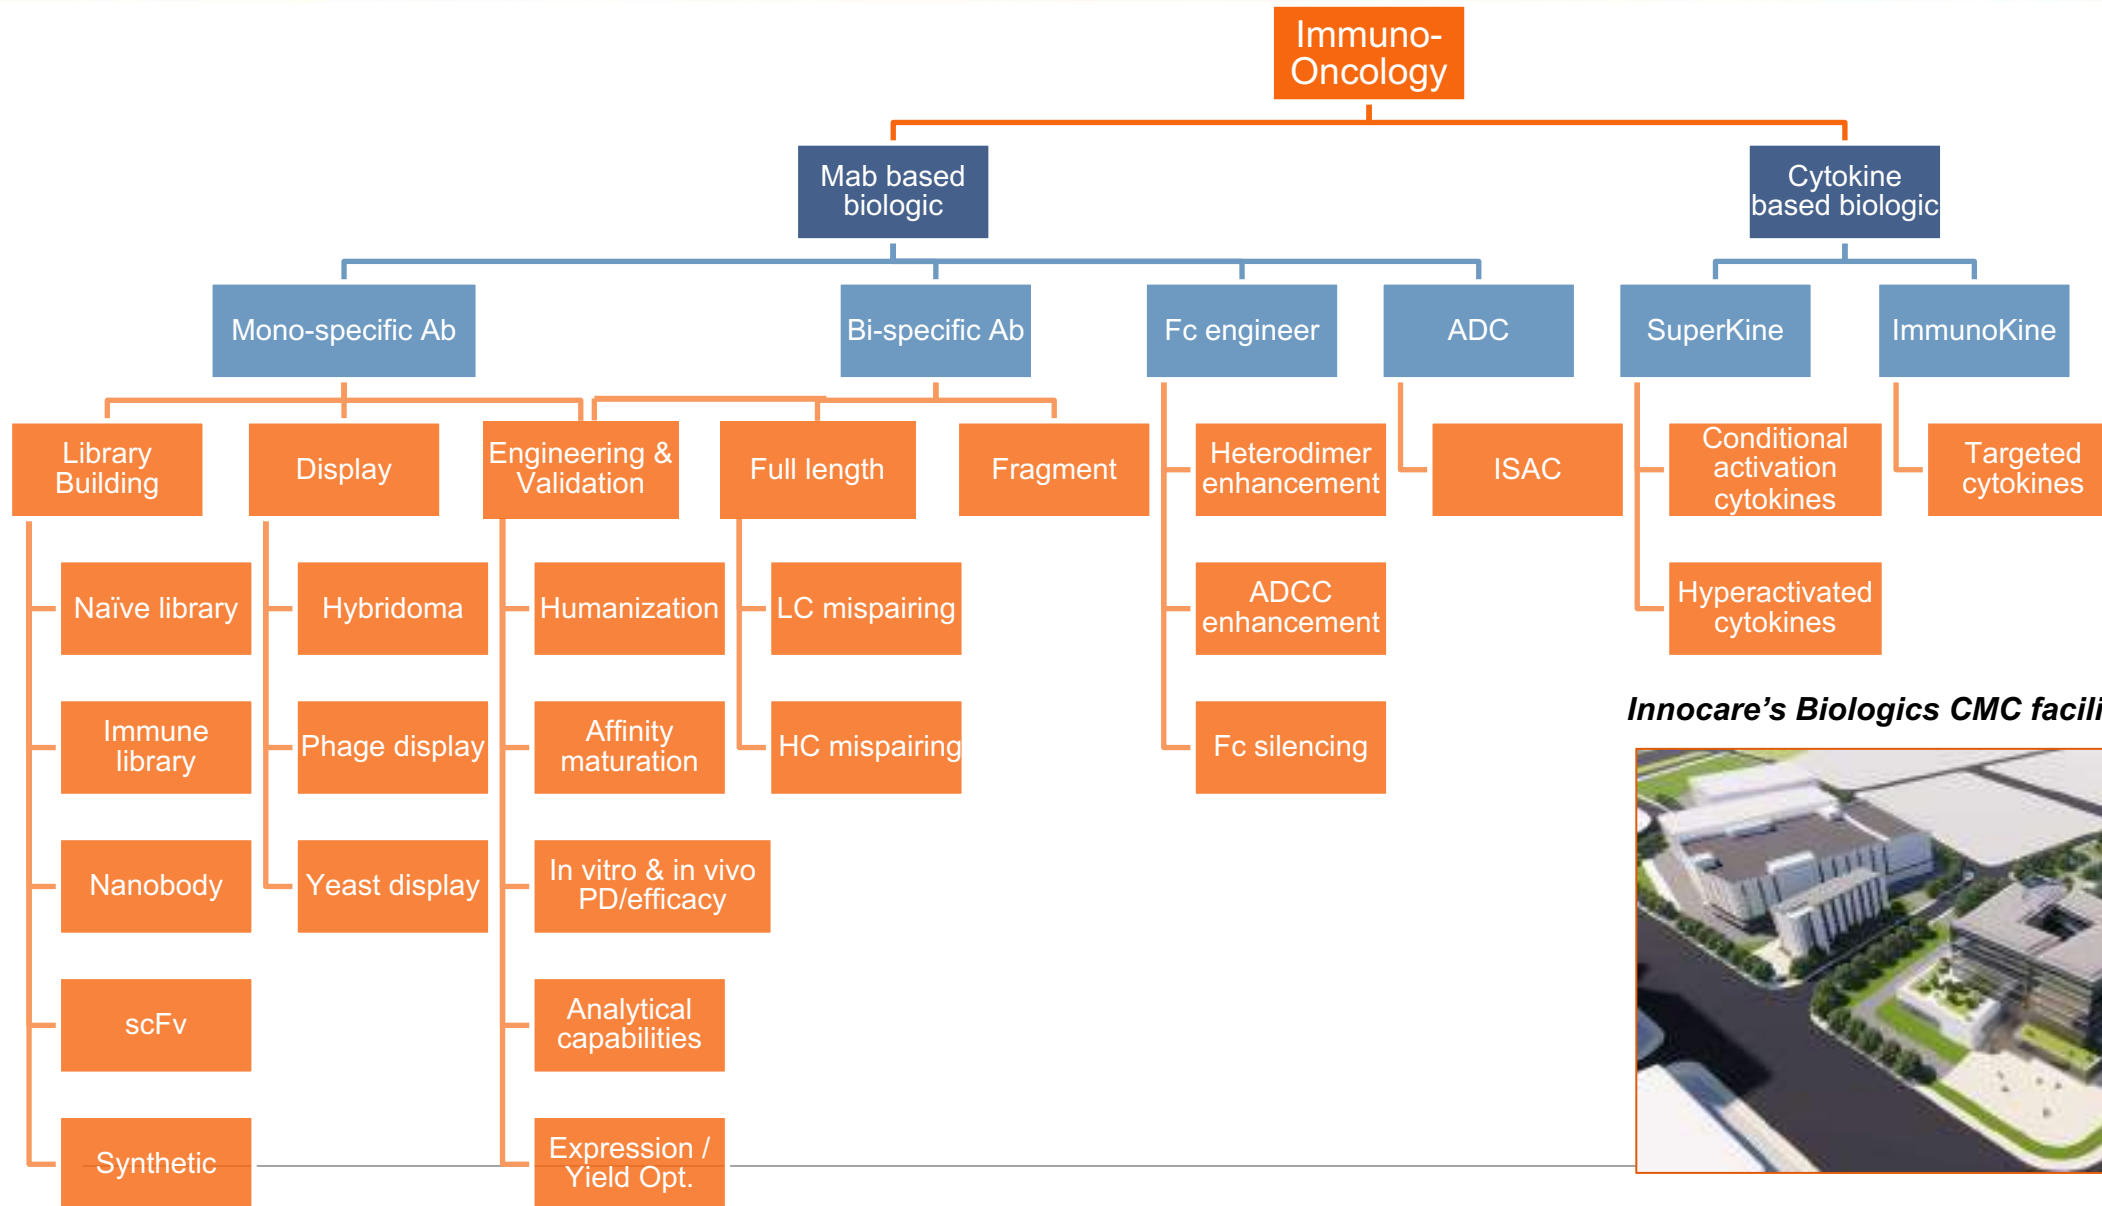 Immuno-
Oncology
Mab based
biologic
Cytokine
based biologic
Mono-specific Ab
Bi-specific Ab
Fc engineer
ADC
SuperKine
ImmunoKine
Library
Building
Display
Engineering &
Validation
Full length
Fragment
Heterodimer
enhancement
ISAC
Conditional
activation
cytokines
Targeted
cytokines
Naïve library
Hybridoma
Humanization
LC mispairing
ADCC
enhancement
Hyperactivated
cytokines
Immune
library
Phage display
Affinity
maturation
HC mispairing
Fc silencing
Innocare’s Biologics CMC facili
Nanobody
Yeast display
In vitro & in vivo
PD/efficacy
scFv
Analytical
capabilities
Synthetic
Expression /
Yield Opt.